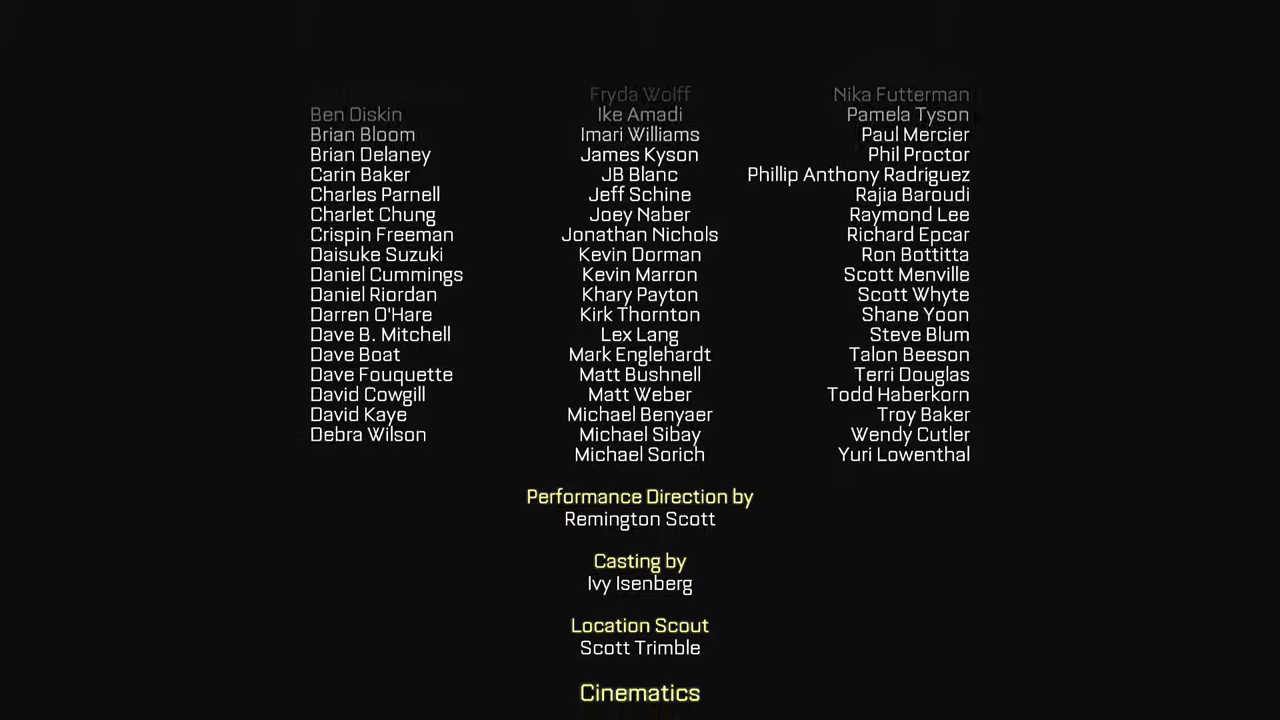 Fryda Wolff Nika Futterman
Ben Diskin Ike Amadi Pamela Tyson
Brian Bloom Imari Williams Paul Mercier
Brian Delaney James Kyson Phil Proctor
Carin Baker JB Blanc Phillip Anthony Radriguez
Charles Parnell Jeff Schine Rajia Baroudi
Charlet Chung Joey Naber Raymond Lee
Crispin Freeman Jonathan Nichols Richard Epcar
Daisuke Suzuki Kevin Dorman Ron Bottitta
Daniel Cummings Kevin Marron Scott Menville
Daniel Riordan Khary Payton Scott Whyte
Darren O'Hare Kirk Thornton Shane Yoon
Dave B. Mitchell Lex Lang Steve Blum
Dave Boat Mark Englehardt Talon Beeson
Dave Fouquette Matt Bushnell Terri Douglas
David Cowgill Matt Weber Todd Haberkorn
David Kaye Michael Benyaer Troy Baker
Debra Wilson Michael Sibay Wendy Cutler
Michael Sorich Yuri Lowenthal
Performance Direction by
Remington Scott
Casting by
Ivy Isenberg
Location Scout
Scott Trimble
Cinematics